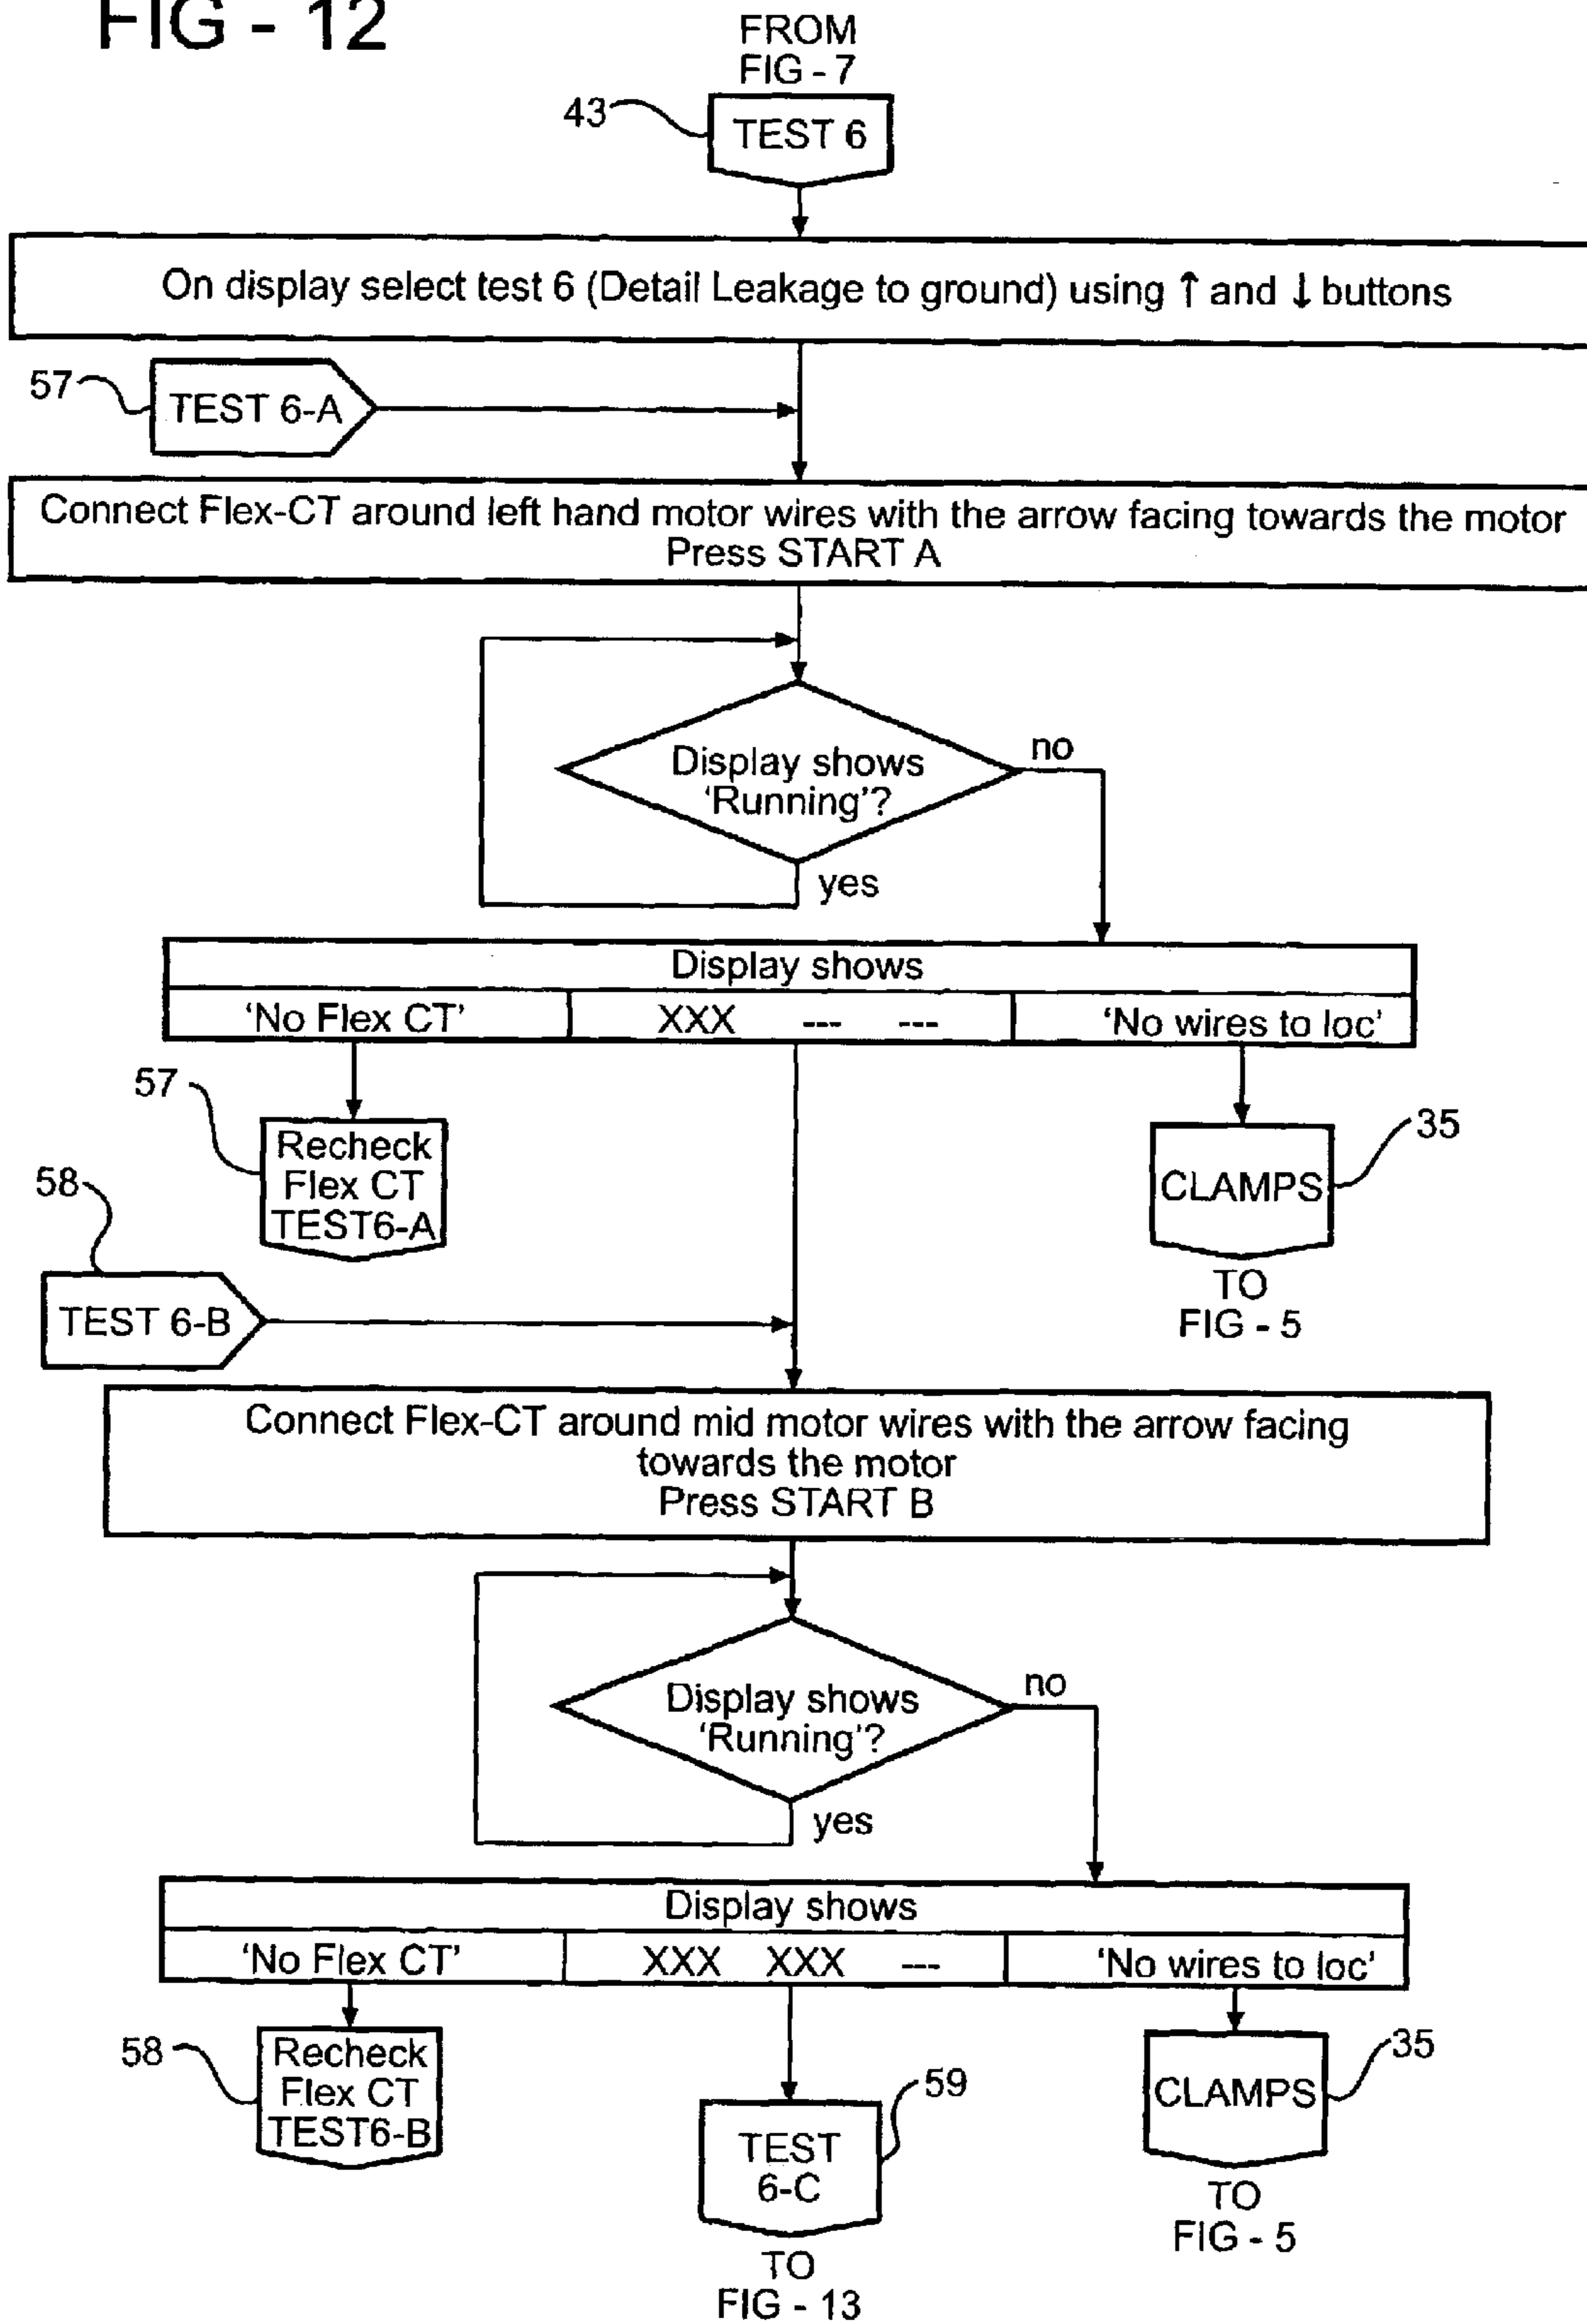 FIG - 12
FROM
FIG - 7
43
TEST 6
On display select test 6 (Detail Leakage to ground) using ↑ and ↓ buttons
57
TEST 6-A
Connect Flex-CT around left hand motor wires with the arrow facing towards the motor
Press START A
Display shows
'Running'?
no
yes
Display shows
'No Flex CT'
XXX --- ---
'No wires to loc'
57
Recheck
Flex CT
TEST6-A
35
CLAMPS
TO
FIG - 5
58
TEST 6-B
Connect Flex-CT around mid motor wires with the arrow facing
towards the motor
Press START B
Display shows
'Running'?
no
yes
Display shows
'No Flex CT'
XXX XXX ---
'No wires to loc'
58
Recheck
Flex CT
TEST6-B
59
TEST
6-C
TO
FIG - 13
35
CLAMPS
TO
FIG - 5